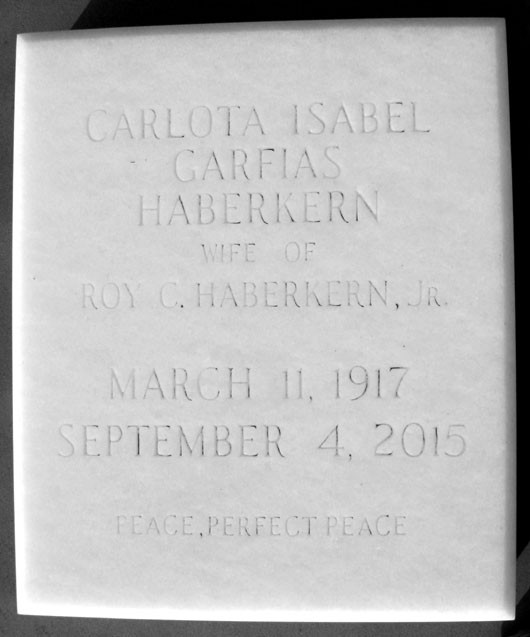 CARLOTA ISABEL
GARFIAS
HABERKERN
WIFE OF
ROY C. HABERKERN, JR.
MARCH 11, 1917
SEPTEMBER 4, 2015
PEACE, PERFECT PEACE